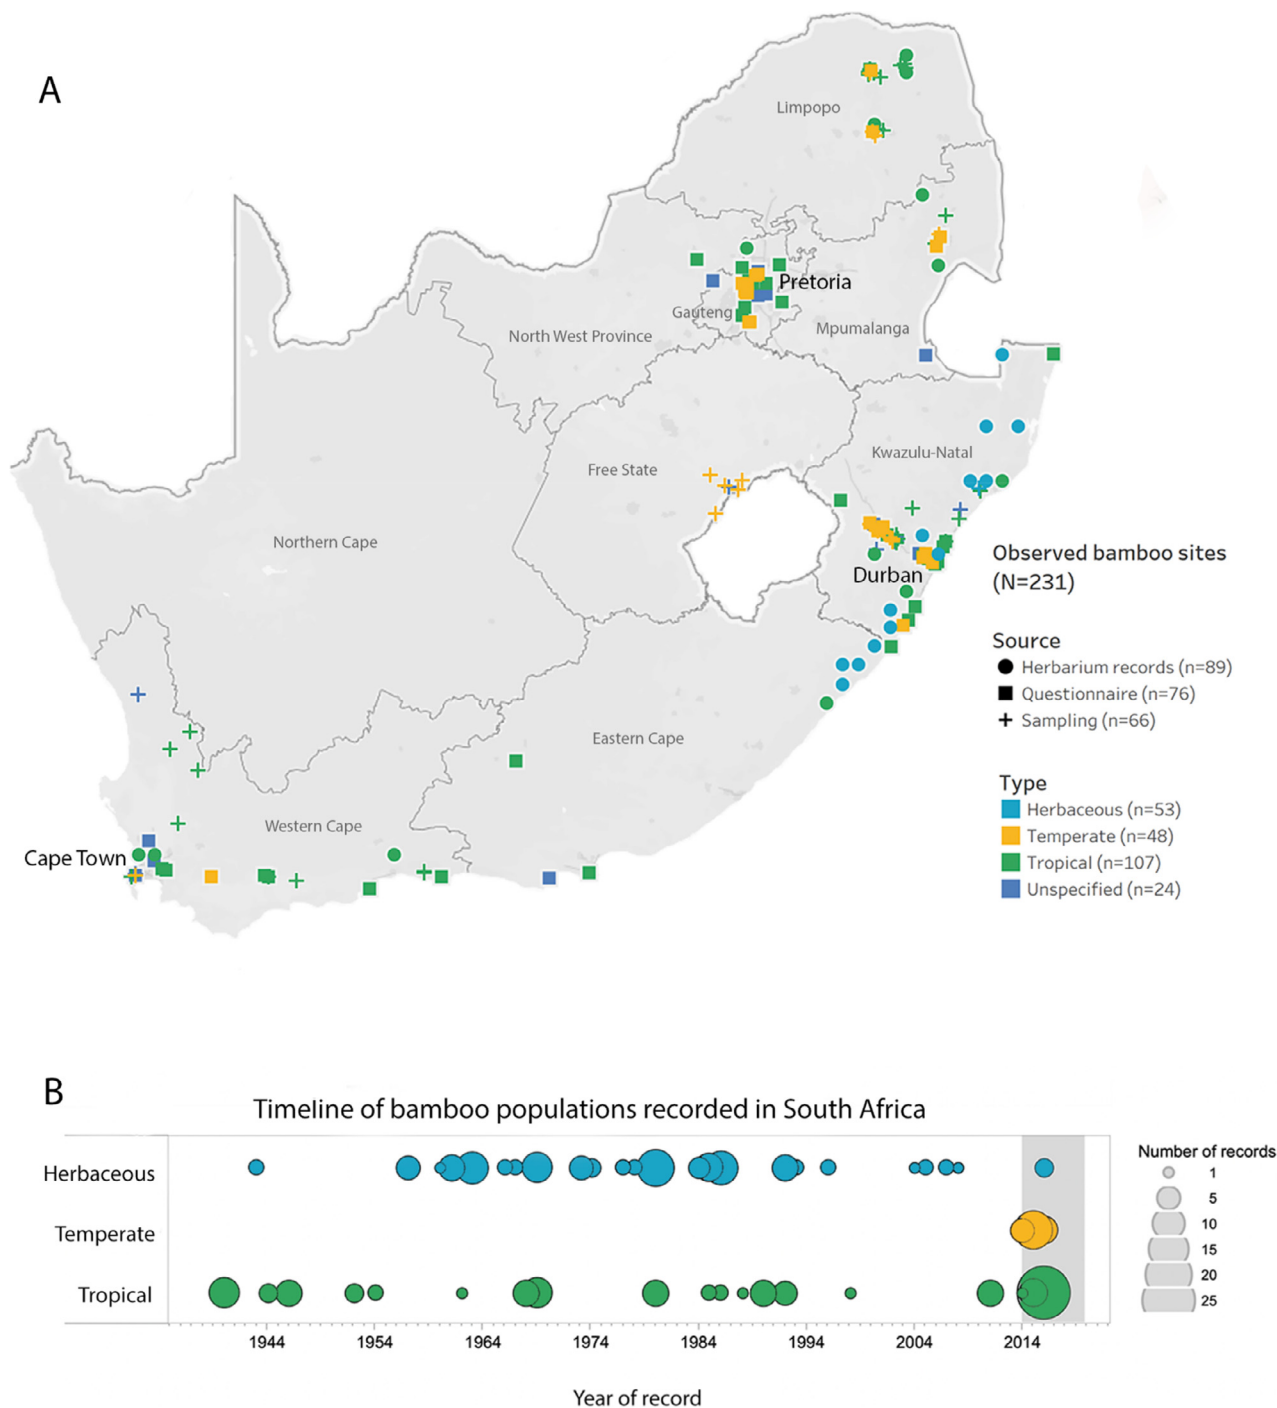 A
Limpopo
Pretoria
Gauteng
North West Province
Mpumalanga
Kwazulu-Natal
Free State
Northern Cape
Durban
Observed bamboo sites
(N=231)
Source
Herbarium records (n=89)
Questionnaire (n=76)
Sampling (n=66)
Eastern Cape
Type
Herbaceous (n=53)
Temperate (n=48)
Tropical (n=107)
Unspecified (n=24)
Western Cape
Cape Town
B
Timeline of bamboo populations recorded in South Africa
Herbaceous
Temperate
Tropical
1944 1954 1964 1974 1984 1994 2004 2014
Year of record
Number of records
1
5
10
15
20
25